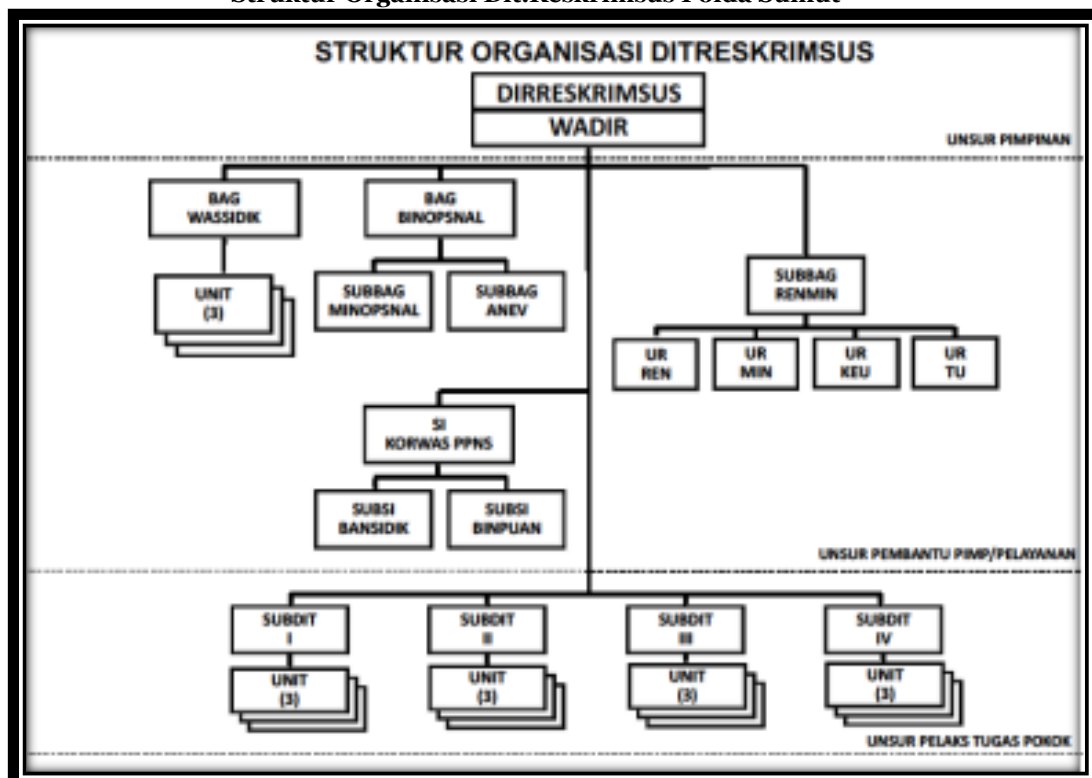 Struktur Organisasi Dit.Reskrimsus Polda Sumut
STRUKTUR ORGANISASI DITRESKRIMSUS
DIRRESKRIMSUS
WADIR
UNSUR PIMPINAN
BAG
WASSIDIK
BAG
BINOPSNAL
UNIT
(3)
SUBBAG
MINOPSNAL
SUBBAG
ANEV
SUBBAG
RENMIN
UR
REN
UR
MIN
UR
KEU
UR
TU
SI
KORWAS PPNS
SUBSI
BANSIDIK
SUBSI
BINPUAN
UNSUR PEMBANTU PIMP/PELAYANAN
SUBDIT
I
SUBDIT
II
SUBDIT
III
SUBDIT
IV
UNIT
(3)
UNIT
(3)
UNIT
(3)
UNIT
(3)
UNSUR PELAKS TUGAS POKOK